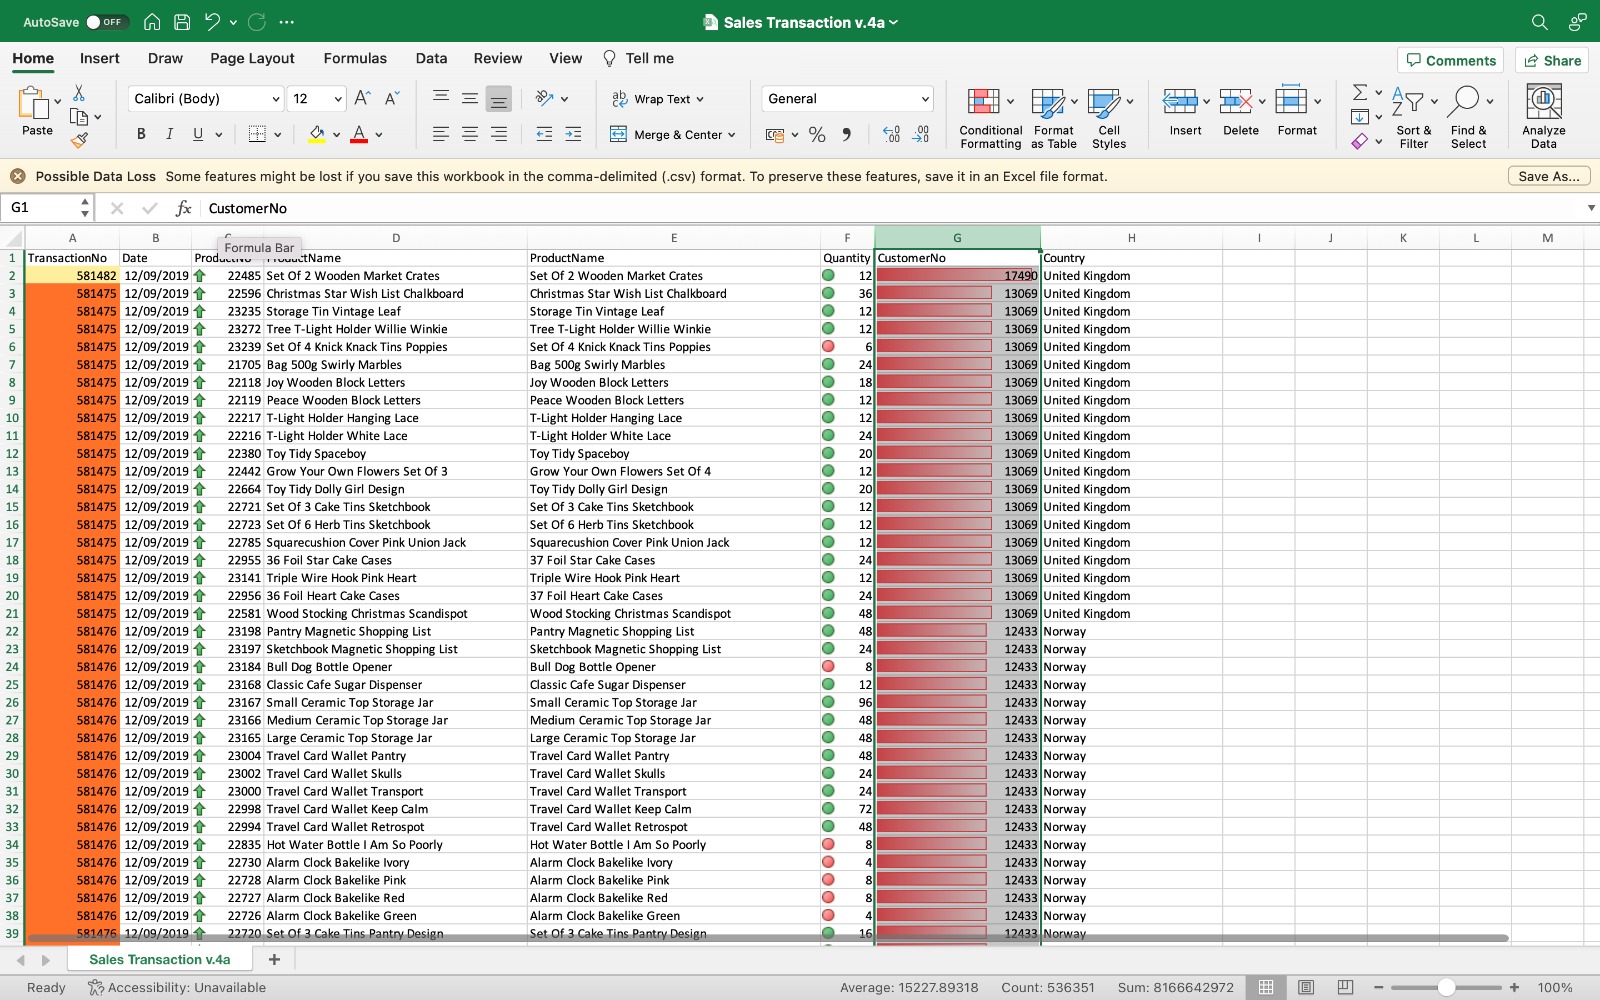 AutoSave OFF Sales Transaction v.4a
Home Insert Draw Page Layout Formulas Data Review View Tell me Comments Share
Paste Calibri (Body) 12 Wrap Text General Conditional Formatting Format as Table Cell Styles Insert Delete Format Sort & Filter Find & Select Analyze Data
B I U A Merge & Center %
Possible Data Loss Some features might be lost if you save this workbook in the comma-delimited (.csv) format. To preserve these features, save it in an Excel file format. Save As...
G1 fx CustomerNo
A B D E F G H I J K L M
Formula Bar
1 TransactionNo Date ProductName Quantity CustomerNo Country
2 581482 12/09/2019 22485 Set Of 2 Wooden Market Crates Set Of 2 Wooden Market Crates 12 17490 United Kingdom
3 581475 12/09/2019 22596 Christmas Star Wish List Chalkboard Christmas Star Wish List Chalkboard 36 13069 United Kingdom
4 581475 12/09/2019 23235 Storage Tin Vintage Leaf Storage Tin Vintage Leaf 12 13069 United Kingdom
5 581475 12/09/2019 23272 Tree T-Light Holder Willie Winkie Tree T-Light Holder Willie Winkie 12 13069 United Kingdom
6 581475 12/09/2019 23239 Set Of 4 Knick Knack Tins Poppies Set Of 4 Knick Knack Tins Poppies 6 13069 United Kingdom
7 581475 12/09/2019 21705 Bag 500g Swirly Marbles Bag 500g Swirly Marbles 24 13069 United Kingdom
8 581475 12/09/2019 22118 Joy Wooden Block Letters Joy Wooden Block Letters 18 13069 United Kingdom
9 581475 12/09/2019 22119 Peace Wooden Block Letters Peace Wooden Block Letters 12 13069 United Kingdom
10 581475 12/09/2019 22217 T-Light Holder Hanging Lace T-Light Holder Hanging Lace 12 13069 United Kingdom
11 581475 12/09/2019 22216 T-Light Holder White Lace T-Light Holder White Lace 24 13069 United Kingdom
12 581475 12/09/2019 22380 Toy Tidy Spaceboy Toy Tidy Spaceboy 20 13069 United Kingdom
13 581475 12/09/2019 22442 Grow Your Own Flowers Set Of 3 Grow Your Own Flowers Set Of 4 12 13069 United Kingdom
14 581475 12/09/2019 22664 Toy Tidy Dolly Girl Design Toy Tidy Dolly Girl Design 20 13069 United Kingdom
15 581475 12/09/2019 22721 Set Of 3 Cake Tins Sketchbook Set Of 3 Cake Tins Sketchbook 12 13069 United Kingdom
16 581475 12/09/2019 22723 Set Of 6 Herb Tins Sketchbook Set Of 6 Herb Tins Sketchbook 12 13069 United Kingdom
17 581475 12/09/2019 22785 Squarecushion Cover Pink Union Jack Squarecushion Cover Pink Union Jack 12 13069 United Kingdom
18 581475 12/09/2019 22955 36 Foil Star Cake Cases 37 Foil Star Cake Cases 24 13069 United Kingdom
19 581475 12/09/2019 23141 Triple Wire Hook Pink Heart Triple Wire Hook Pink Heart 12 13069 United Kingdom
20 581475 12/09/2019 22956 36 Foil Heart Cake Cases 37 Foil Heart Cake Cases 24 13069 United Kingdom
21 581475 12/09/2019 22581 Wood Stocking Christmas Scandispot Wood Stocking Christmas Scandispot 48 13069 United Kingdom
22 581476 12/09/2019 23198 Pantry Magnetic Shopping List Pantry Magnetic Shopping List 48 12433 Norway
23 581476 12/09/2019 23197 Sketchbook Magnetic Shopping List Sketchbook Magnetic Shopping List 24 12433 Norway
24 581476 12/09/2019 23184 Bull Dog Bottle Opener Bull Dog Bottle Opener 8 12433 Norway
25 581476 12/09/2019 23168 Classic Cafe Sugar Dispenser Classic Cafe Sugar Dispenser 12 12433 Norway
26 581476 12/09/2019 23167 Small Ceramic Top Storage Jar Small Ceramic Top Storage Jar 96 12433 Norway
27 581476 12/09/2019 23166 Medium Ceramic Top Storage Jar Medium Ceramic Top Storage Jar 48 12433 Norway
28 581476 12/09/2019 23165 Large Ceramic Top Storage Jar Large Ceramic Top Storage Jar 48 12433 Norway
29 581476 12/09/2019 23004 Travel Card Wallet Pantry Travel Card Wallet Pantry 48 12433 Norway
30 581476 12/09/2019 23002 Travel Card Wallet Skulls Travel Card Wallet Skulls 24 12433 Norway
31 581476 12/09/2019 23000 Travel Card Wallet Transport Travel Card Wallet Transport 24 12433 Norway
32 581476 12/09/2019 22998 Travel Card Wallet Keep Calm Travel Card Wallet Keep Calm 72 12433 Norway
33 581476 12/09/2019 22994 Travel Card Wallet Retrospot Travel Card Wallet Retrospot 48 12433 Norway
34 581476 12/09/2019 22835 Hot Water Bottle I Am So Poorly Hot Water Bottle I Am So Poorly 8 12433 Norway
35 581476 12/09/2019 22730 Alarm Clock Bakelike Ivory Alarm Clock Bakelike Ivory 4 12433 Norway
36 581476 12/09/2019 22728 Alarm Clock Bakelike Pink Alarm Clock Bakelike Pink 8 12433 Norway
37 581476 12/09/2019 22727 Alarm Clock Bakelike Red Alarm Clock Bakelike Red 8 12433 Norway
38 581476 12/09/2019 22726 Alarm Clock Bakelike Green Alarm Clock Bakelike Green 4 12433 Norway
39 581476 12/09/2019 22720 Set Of 3 Cake Tins Pantry Design Set Of 3 Cake Tins Pantry Design 16 12433 Norway
Sales Transaction v.4a
Ready Accessibility: Unavailable Average: 15227.89318 Count: 536351 Sum: 8166642972 100%